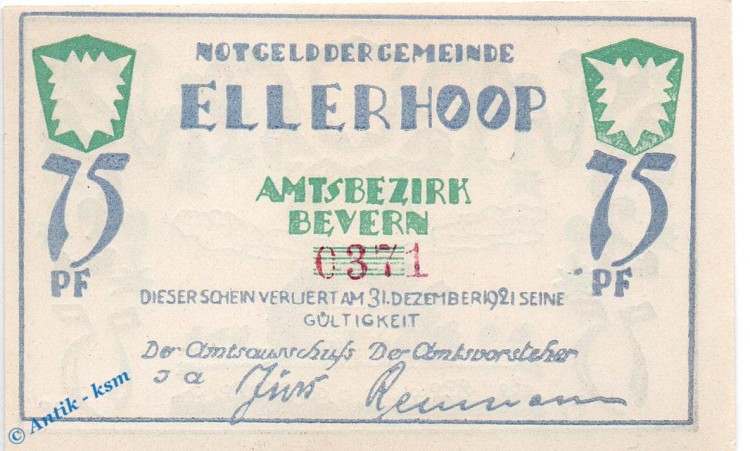 NOTGELD DER GEMEINDE
ELLERHOOP
75 PF
75 PF
AMTSBEZIRK
BEVERN
0371
DIESER SCHEIN VERLIERT AM 31. DEZEMBER 1921 SEINE
GÜLTIGKEIT
Der Amtsausschuß Der Amtsvorsteher
J A
© Antik - ksm